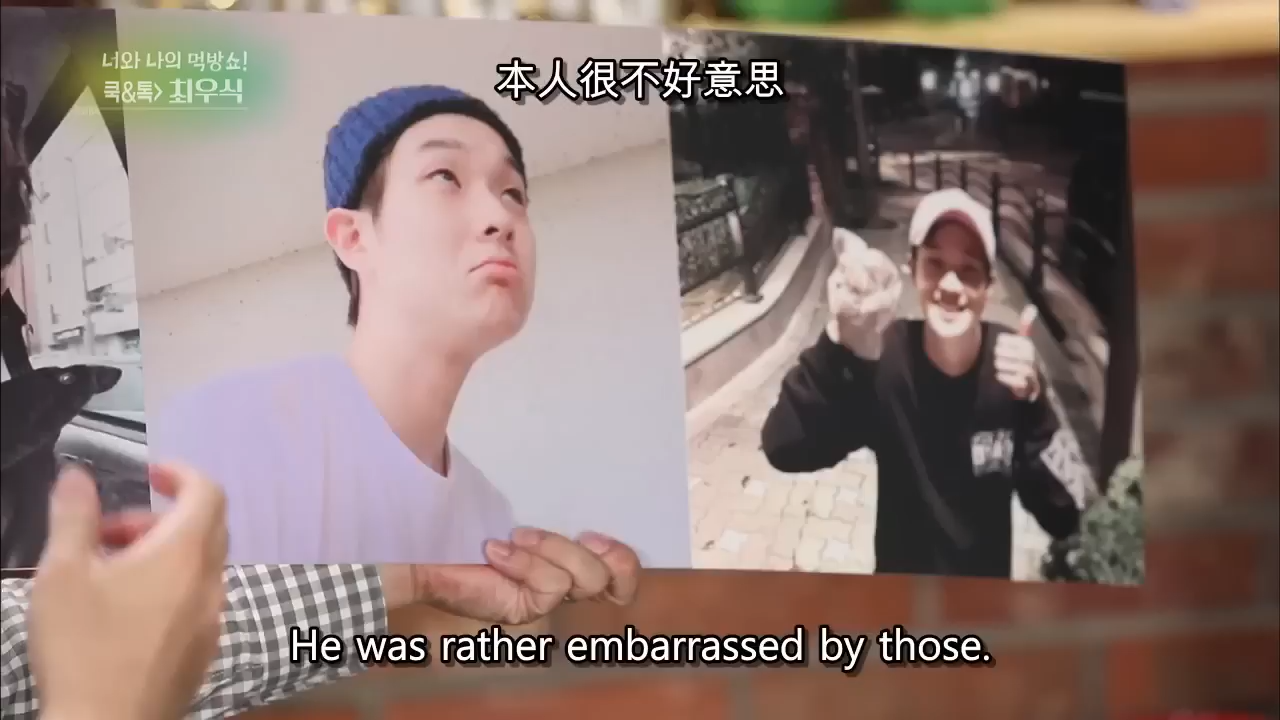 너와 나의 먹방쇼!
쿡&톡> 최우식
本人很不好意思
He was rather embarrassed by those.